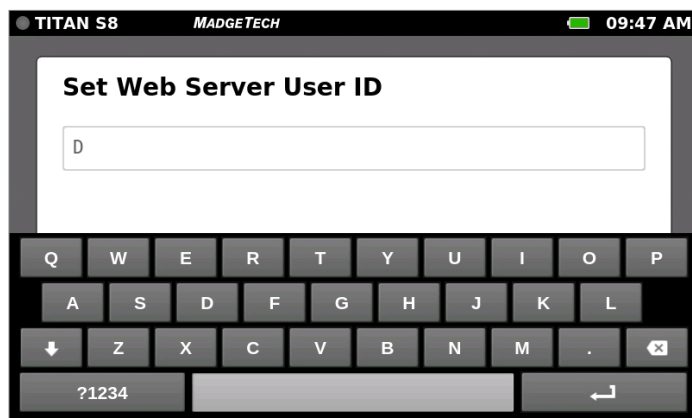 TITAN S8 MADGETECH 09:47 AM
Set Web Server User ID
D
Q W E R T Y U I O P
A S D F G H J K L
Z X C V B N M .
?1234